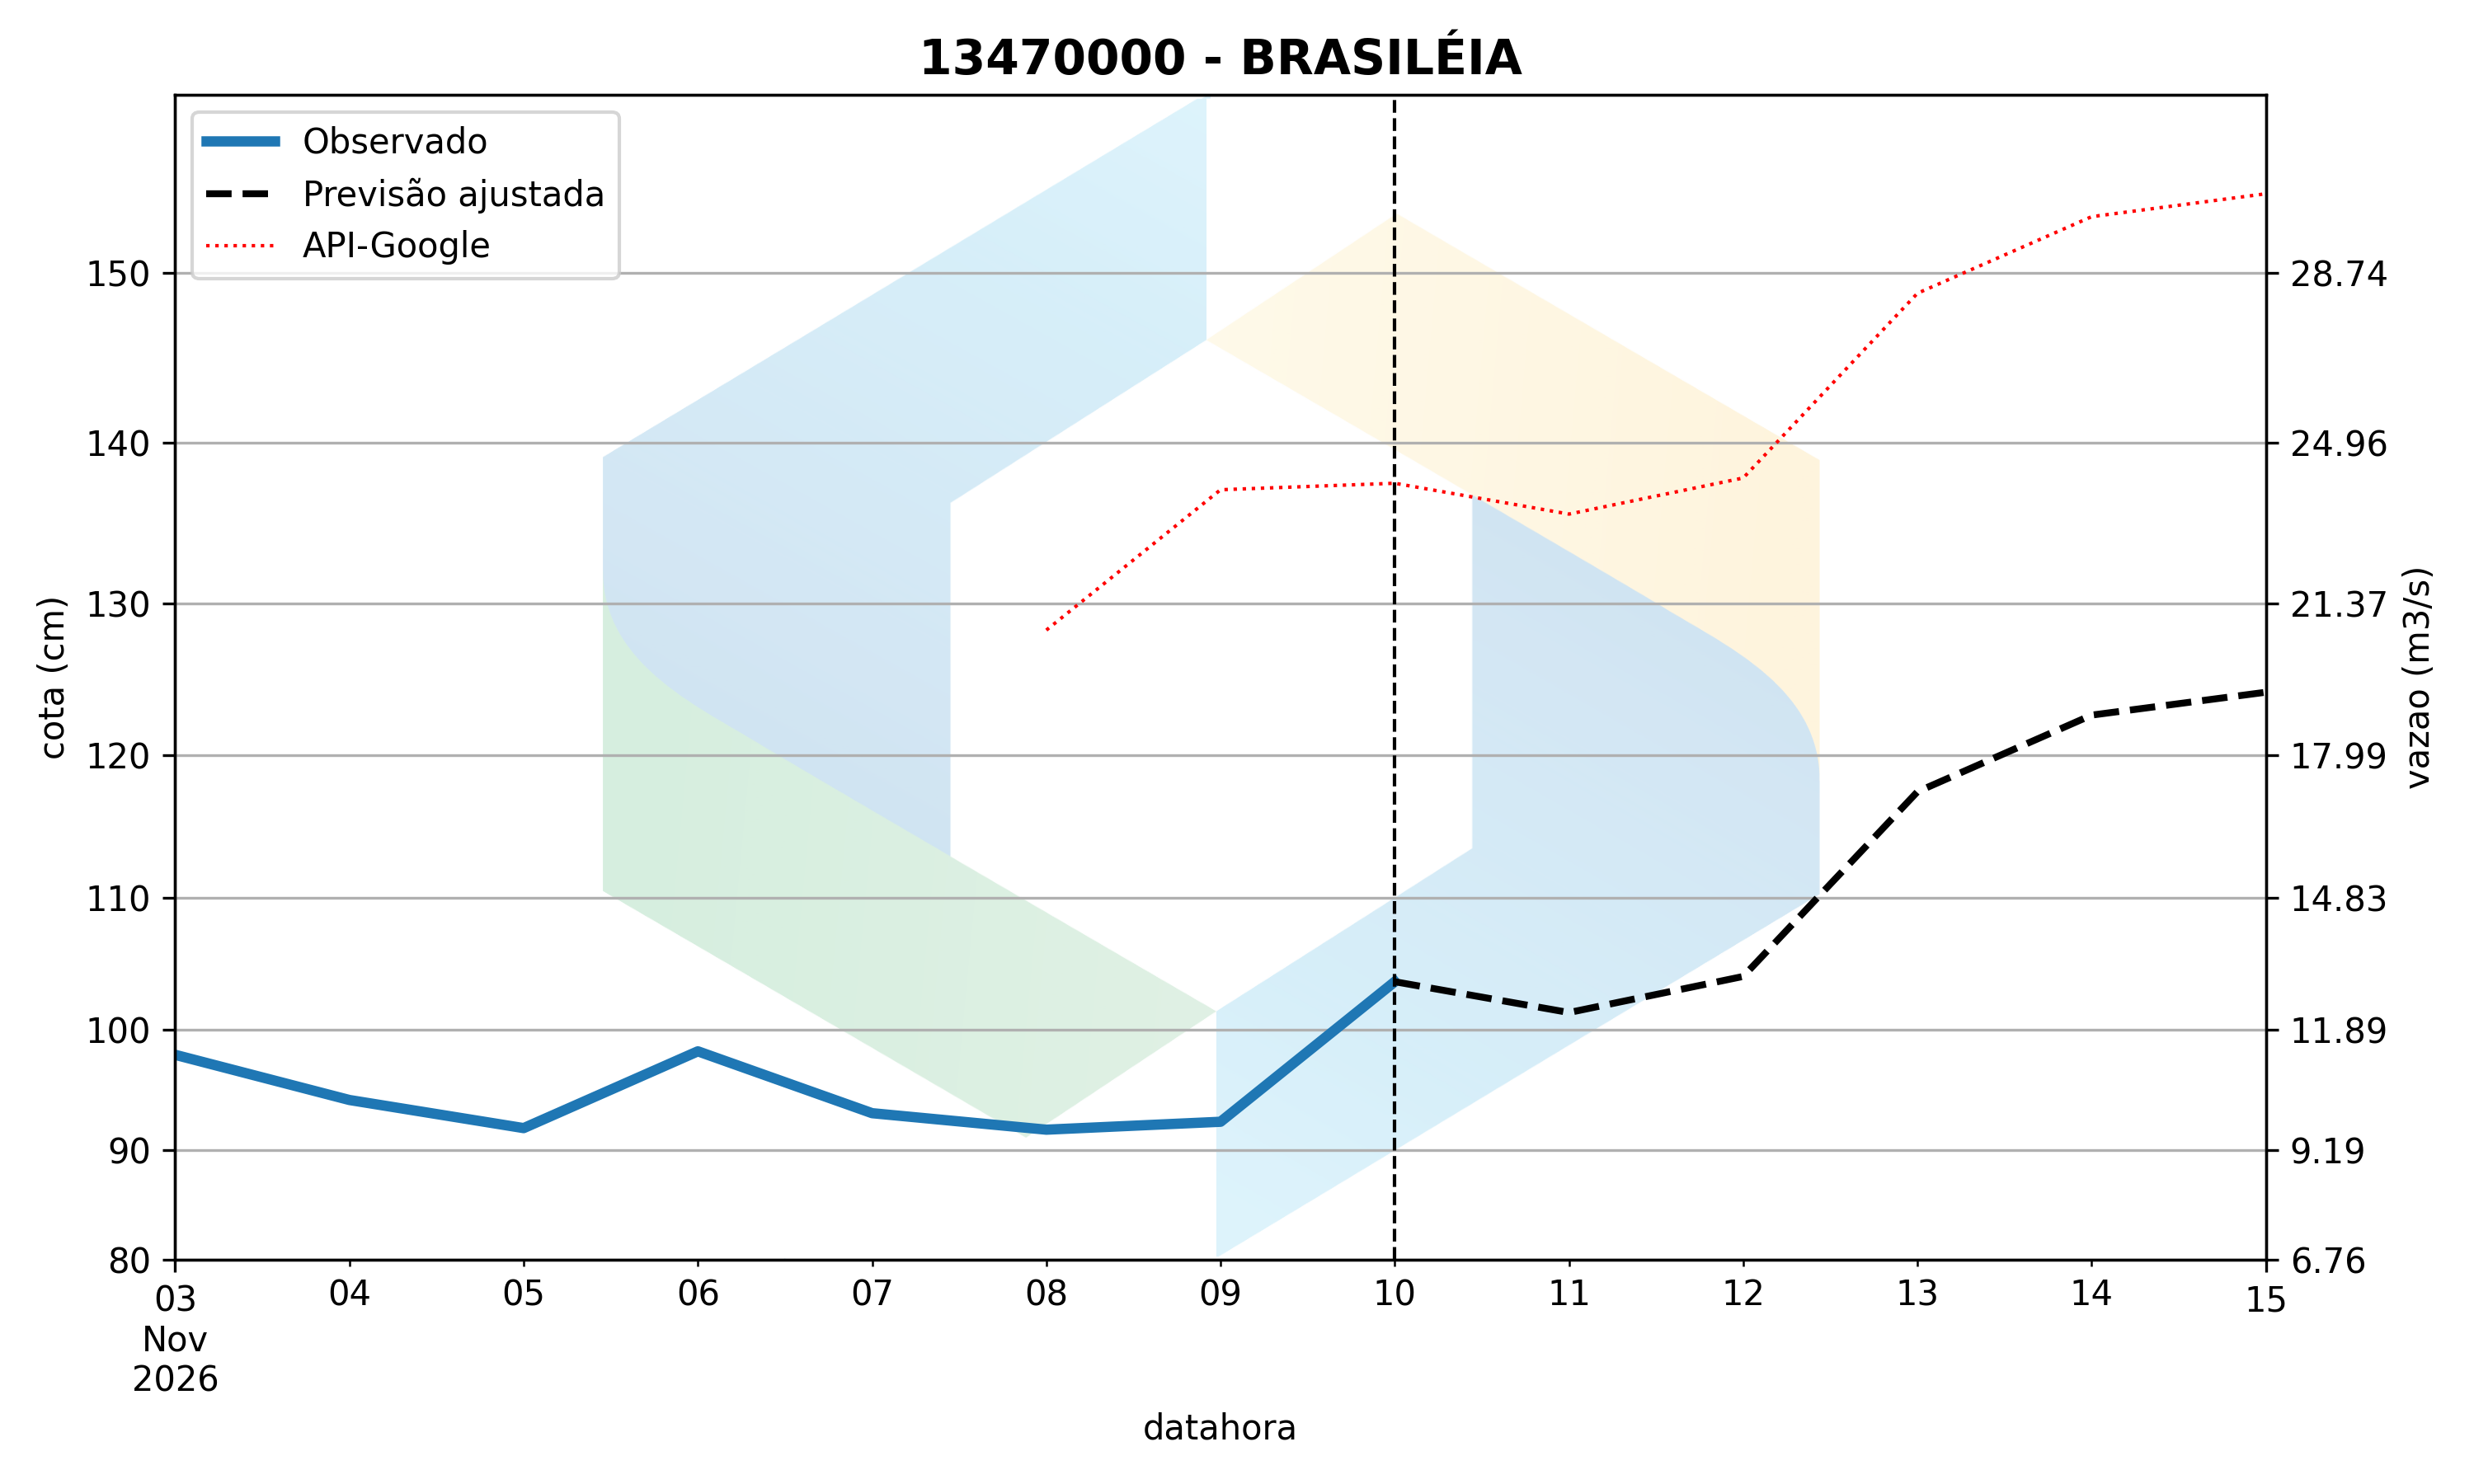 13470000 - BRASILÉIA
Observado
Previsão ajustada
API-Google
150
140
130
120
110
100
90
80
cota (cm)
28.74
24.96
21.37
17.99
14.83
11.89
9.19
6.76
vazao (m3/s)
03 04 05 06 07 08 09 10 11 12 13 14 15
Nov
2026
datahora